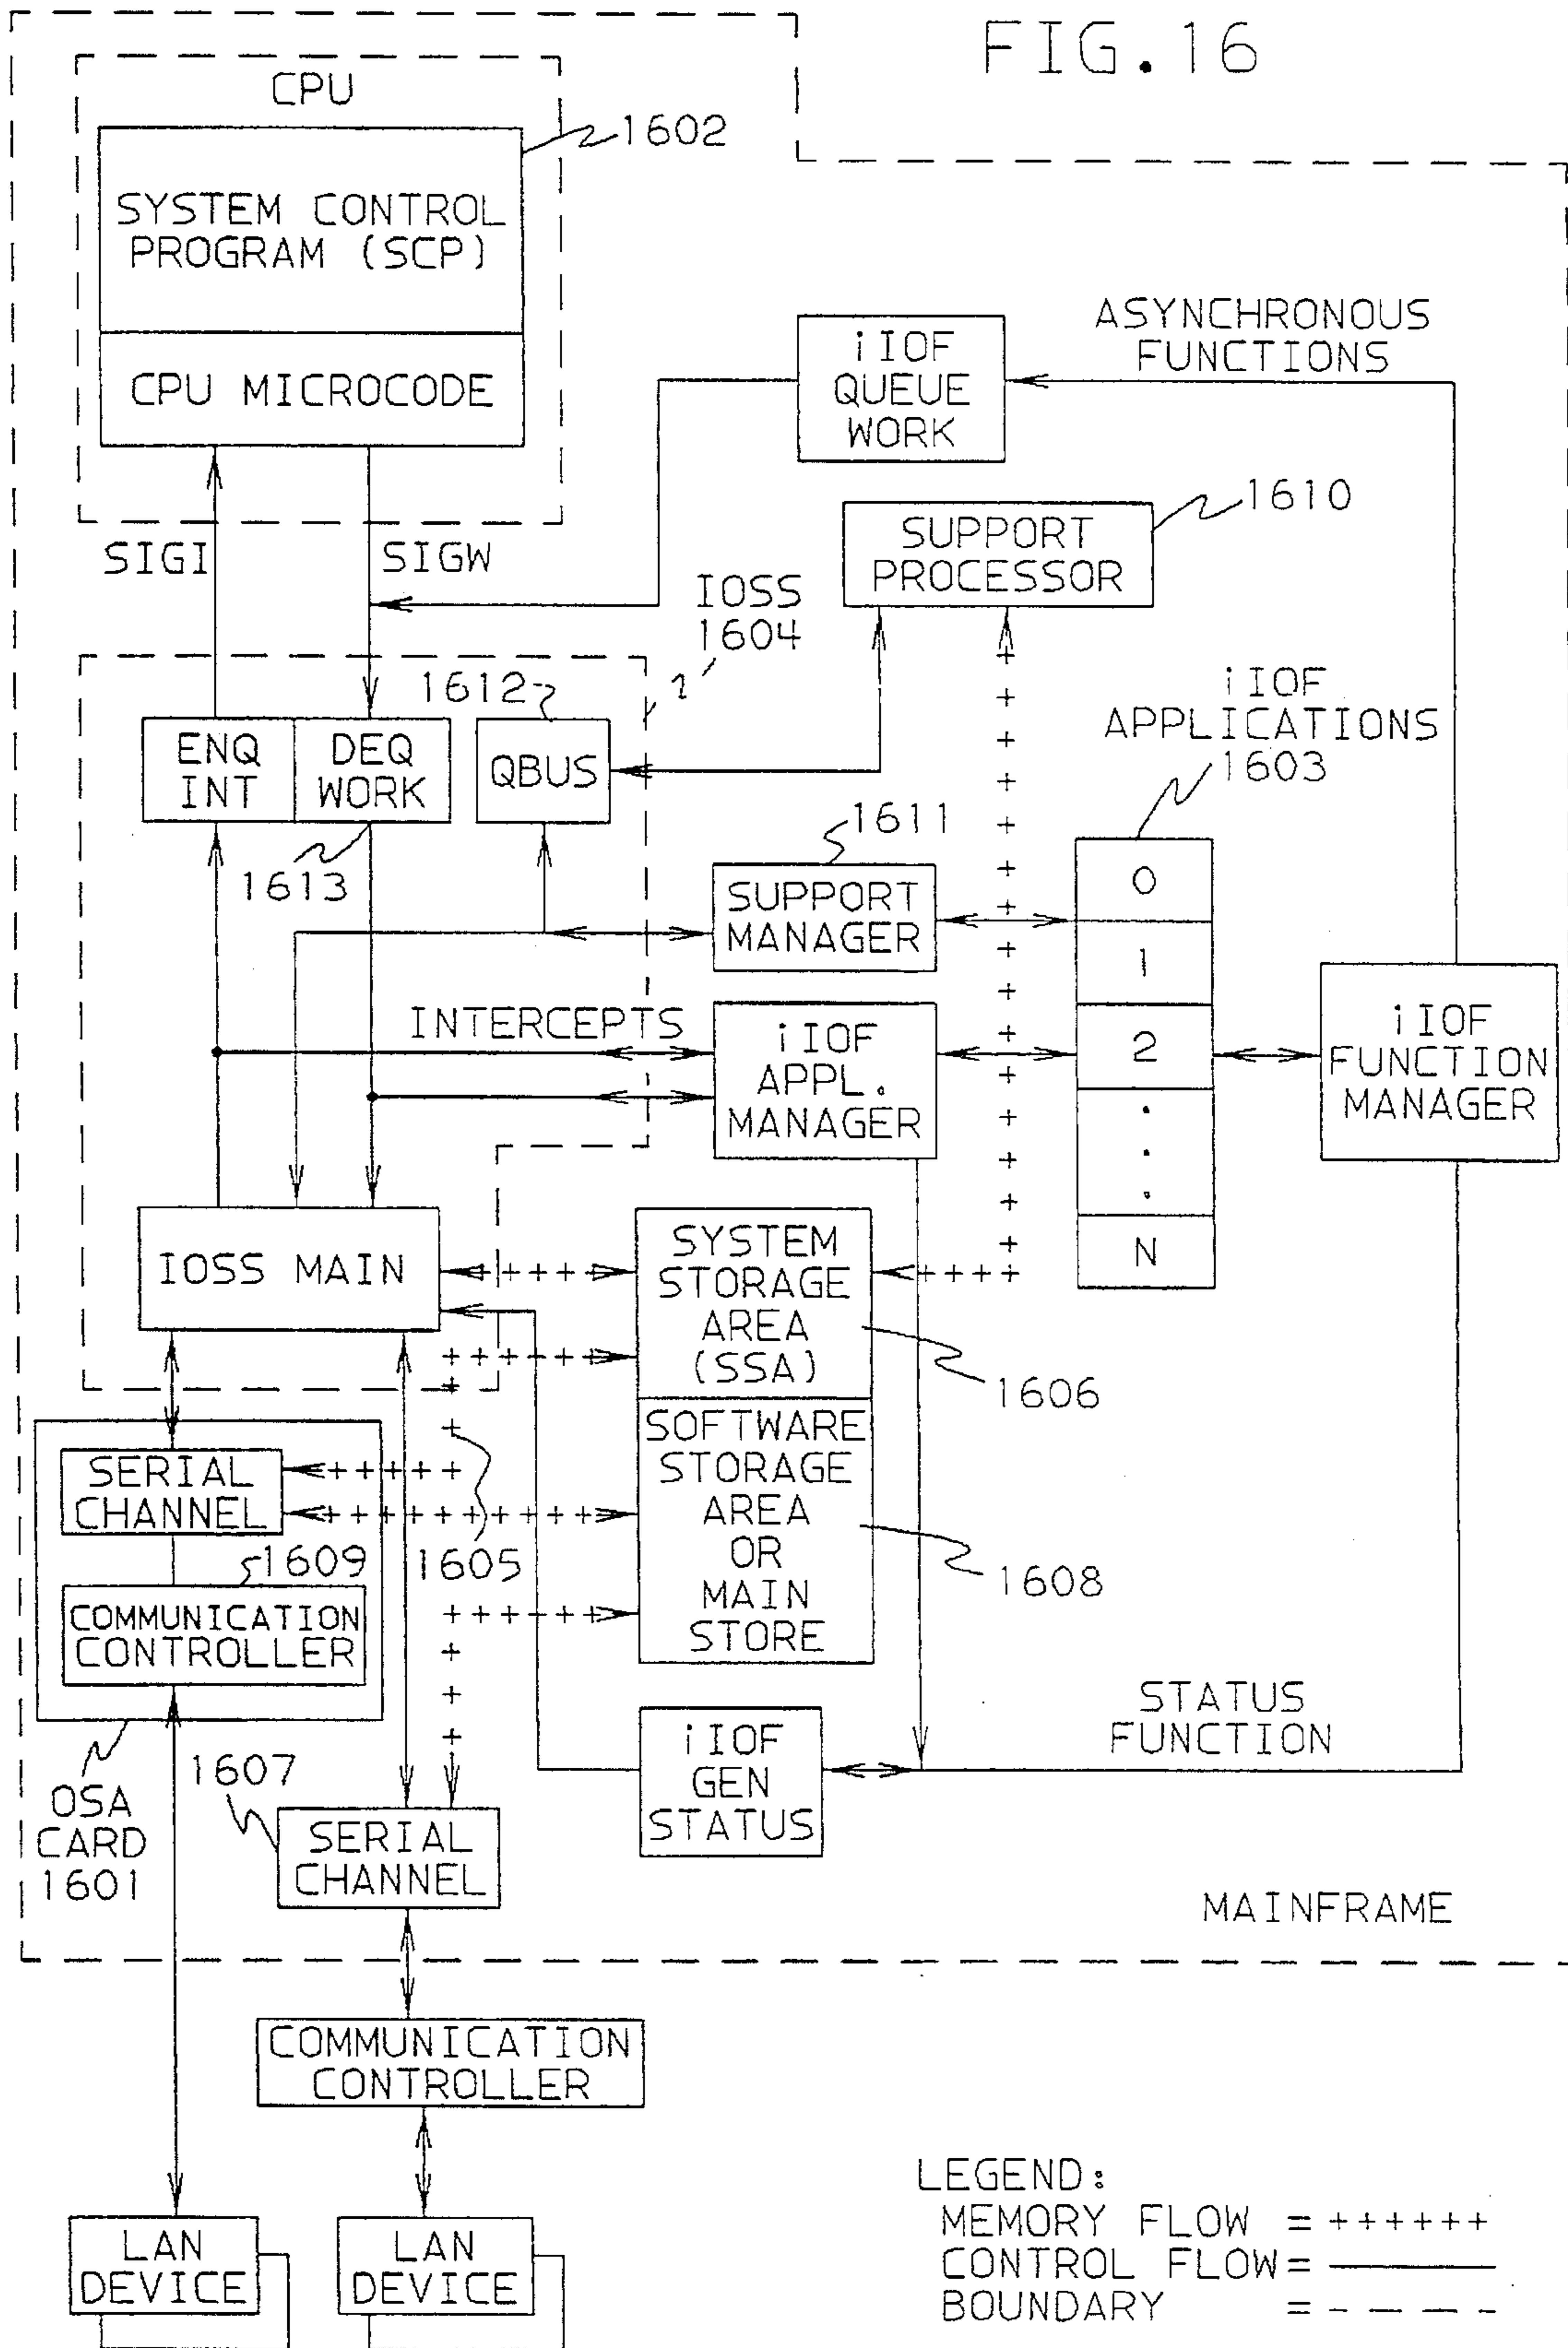 FIG.16
CPU
1602
SYSTEM CONTROL
PROGRAM (SCP)
CPU MICROCODE
ASYNCHRONOUS
FUNCTIONS
iIOF
QUEUE
WORK
SIGI
SIGW
1610
SUPPORT
PROCESSOR
IOSS
1604
1612
ENQ
INT
DEQ
WORK
QBUS
1613
iIOF
APPLICATIONS
1603
1611
SUPPORT
MANAGER
0
1
2
N
INTERCEPTS
iIOF
APPL.
MANAGER
iIOF
FUNCTION
MANAGER
IOSS MAIN
SYSTEM
STORAGE
AREA
(SSA)
1606
SOFTWARE
STORAGE
AREA
OR
MAIN
STORE
1608
SERIAL
CHANNEL
1609
1605
COMMUNICATION
CONTROLLER
STATUS
FUNCTION
iIOF
GEN
STATUS
1607
OSA
CARD
1601
SERIAL
CHANNEL
MAINFRAME
COMMUNICATION
CONTROLLER
LAN
DEVICE
LAN
DEVICE
LEGEND:
MEMORY FLOW = ++++++
CONTROL FLOW= ———
BOUNDARY = - — — -